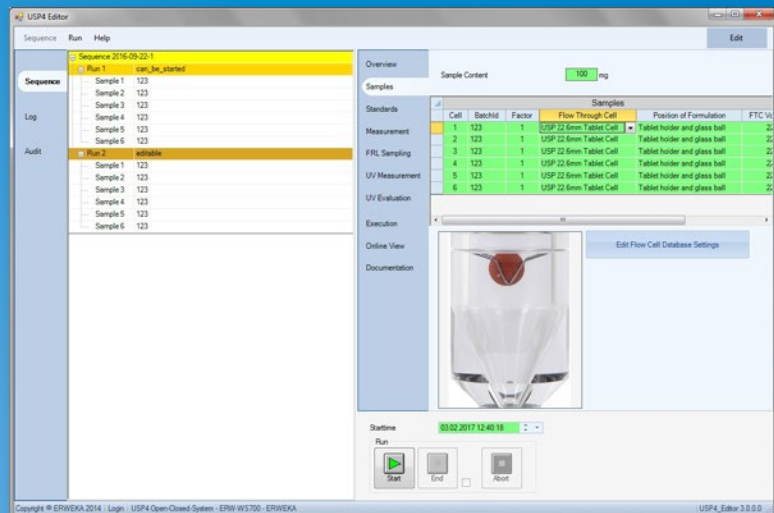 USP4 Editor
Sequence Run Help Edit
Sequence
Log
Audit
Sequence 2016-09-22-1
Run 1 can_be_started
Sample 1 123
Sample 2 123
Sample 3 123
Sample 4 123
Sample 5 123
Sample 6 123
Run 2 editable
Sample 1 123
Sample 2 123
Sample 3 123
Sample 4 123
Sample 5 123
Sample 6 123
Overview
Samples
Standards
Measurement
FRL Sampling
UV Measurement
UV Evaluation
Execution
Online View
Documentation
Sample Content 100 mg
Samples
Cell BatchId Factor Flow Through Cell Position of Formulation FTC
1 123 1 USP 22.6mm Tablet Cell Tablet holder and glass ball
2 123 1 USP 22.6mm Tablet Cell Tablet holder and glass ball
3 123 1 USP 22.6mm Tablet Cell Tablet holder and glass ball
4 123 1 USP 22.6mm Tablet Cell Tablet holder and glass ball
5 123 1 USP 22.6mm Tablet Cell Tablet holder and glass ball
6 123 1 USP 22.6mm Tablet Cell Tablet holder and glass ball
Edit Flow Cell Database Settings
Starttime 03.02.2017 12:40:18
Run
Start End Abort
Copyright © ERWEKA 2014 Login USP4 Open-Closed-System - ERW-WS700 - ERWEKA USP4_Editor 3.0.0.0